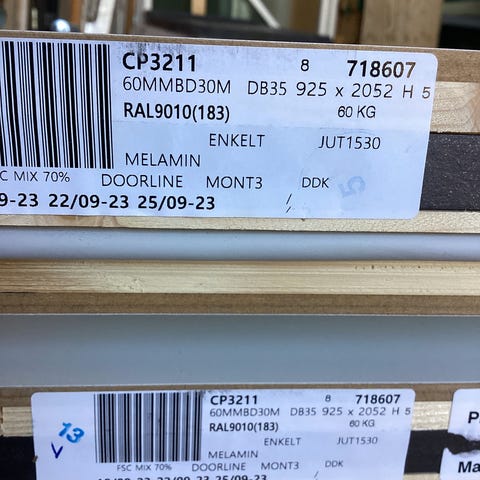 CP3211 8 718607
60MMBD30M DB35 925 x 2052 H 5
RAL9010(183) 60 KG
ENKELT JUT1530
MELAMIN
C MIX 70% DOORLINE MONT3 DDK
9-23 22/09-23 25/09-23
5
CP3211 8 718607
60MMBD30M DB35 925 x 2052 H 5
RAL9010(183) 60 KG
13 ENKELT JUT1530
MELAMIN
FSC MIX 70% DOORLINE MONT3 DDK
Ma